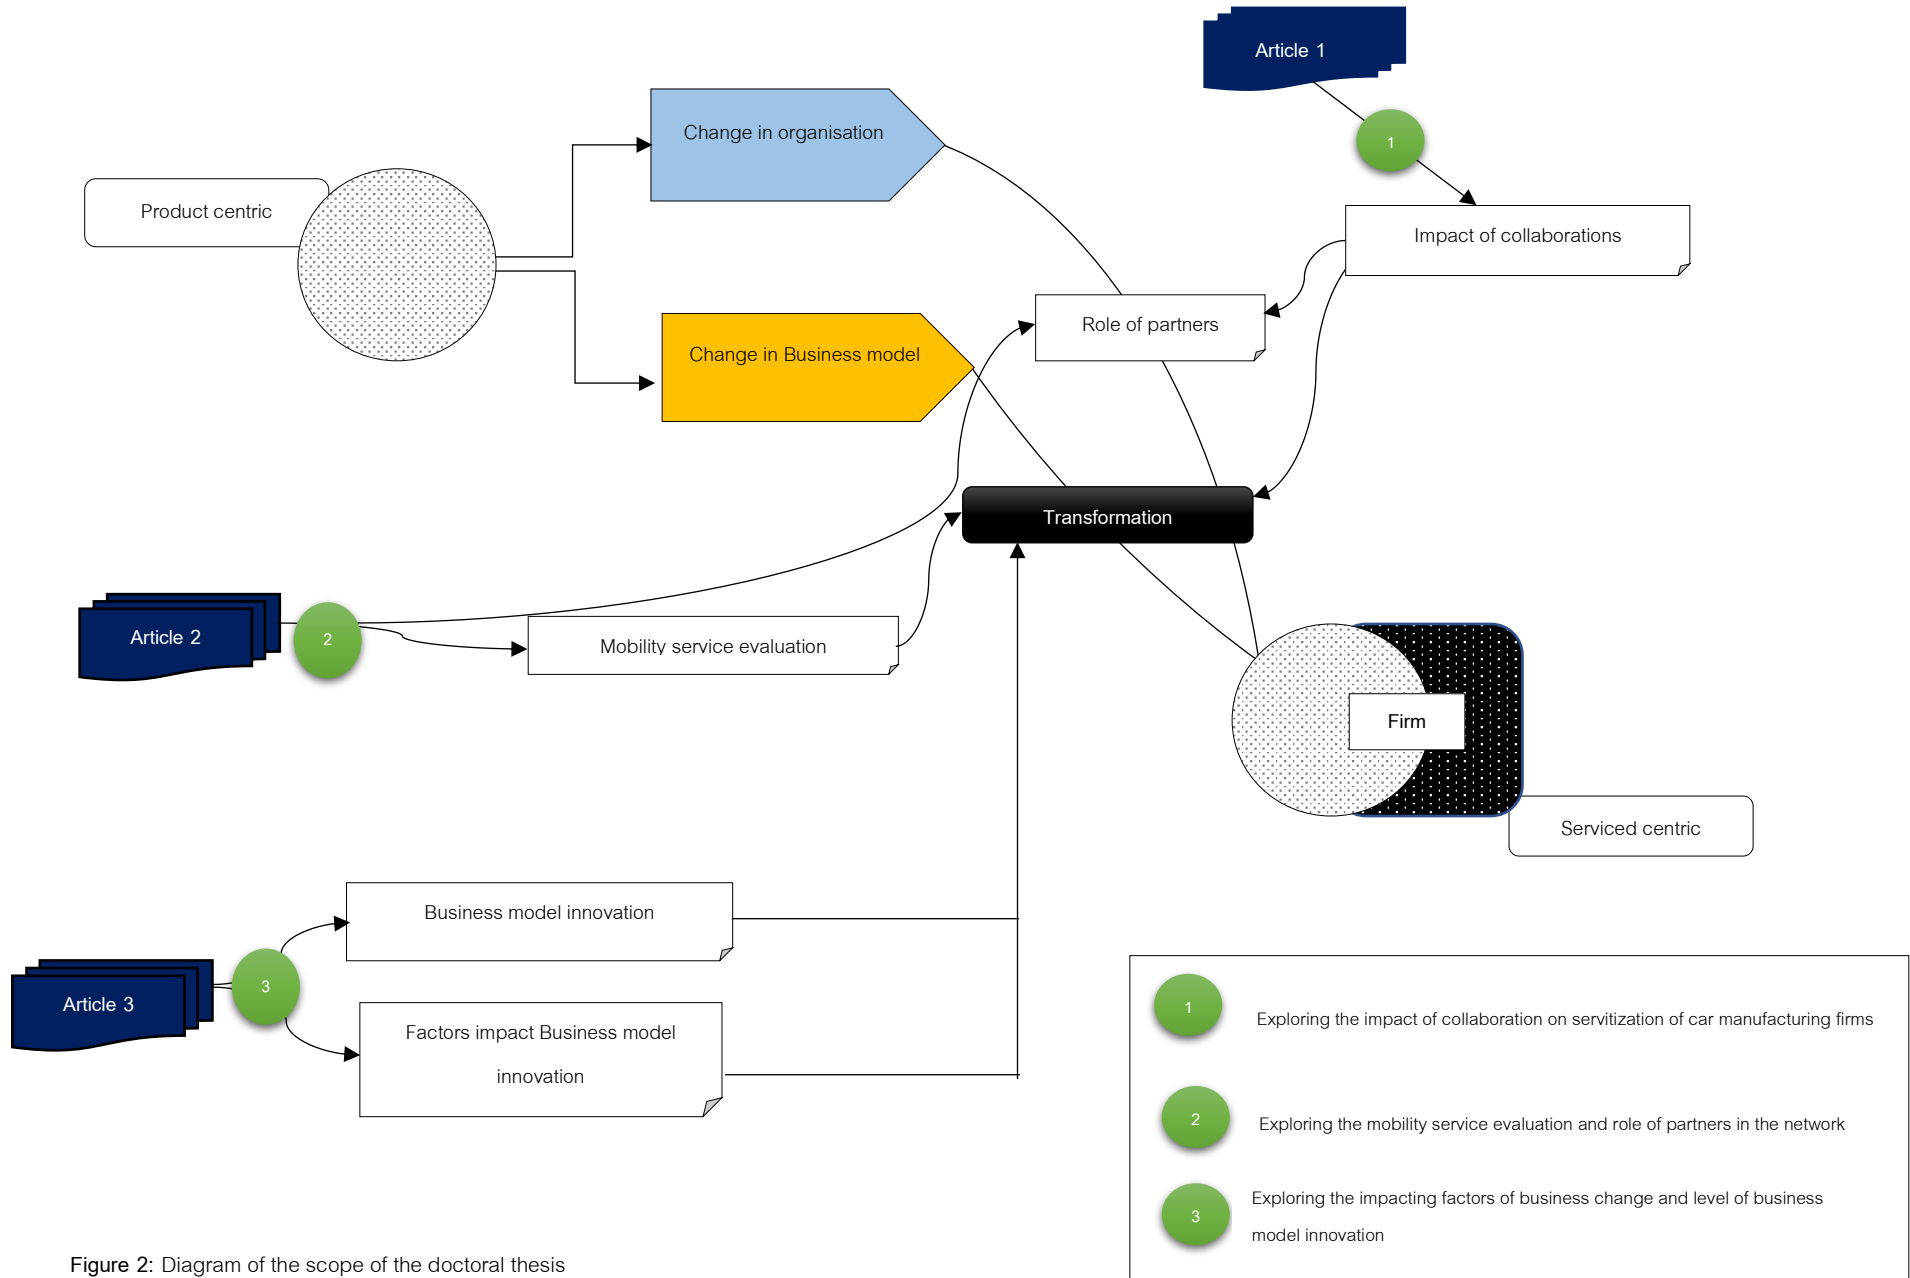 Article 1
Change in organisation
1
Product centric
Impact of collaborations
Role of partners
Change in Business model
Transformation
Article 2
2
Mobility service evaluation
Firm
Serviced centric
Business model innovation
Article 3
3
Factors impact Business model
innovation
1
Exploring the impact of collaboration on servitization of car manufacturing firms
2
Exploring the mobility service evaluation and role of partners in the network
3
Exploring the impacting factors of business change and level of business
model innovation
Figure 2: Diagram of the scope of the doctoral thesis